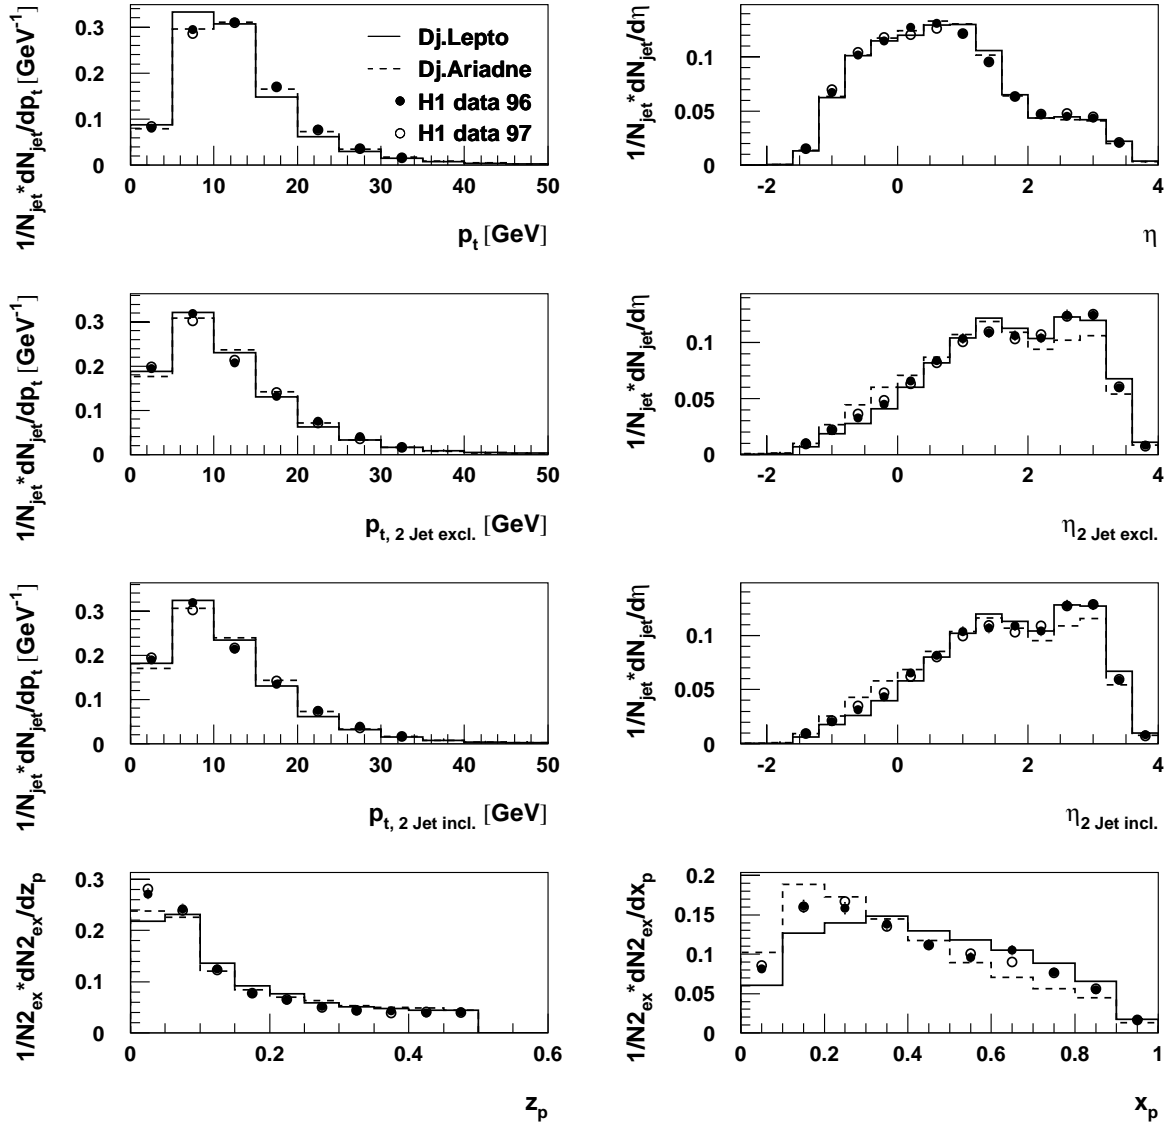 1/N_jet*dN_jet/dp_t [GeV^-1]
0.3
0.2
0.1
0
Dj.Lepto
Dj.Ariadne
H1 data 96
H1 data 97
0 10 20 30 40 50
p_t [GeV]
1/N_jet*dN_jet/dη
0.1
0.05
0
-2 0 2 4
η
1/N_jet*dN_jet/dp_t [GeV^-1]
0.3
0.2
0.1
0
0 10 20 30 40 50
p_t, 2 Jet excl. [GeV]
1/N_jet*dN_jet/dη
0.1
0.05
0
-2 0 2 4
η_2 Jet excl.
1/N_jet*dN_jet/dp_t [GeV^-1]
0.3
0.2
0.1
0
0 10 20 30 40 50
p_t, 2 Jet incl. [GeV]
1/N_jet*dN_jet/dη
0.1
0.05
0
-2 0 2 4
η_2 Jet incl.
1/N2_ex*dN2_ex/dz_p
0.3
0.2
0.1
0
0 0.2 0.4 0.6
z_p
1/N2_ex*dN2_ex/dx_p
0.2
0.15
0.1
0.05
0
0 0.2 0.4 0.6 0.8 1
x_p